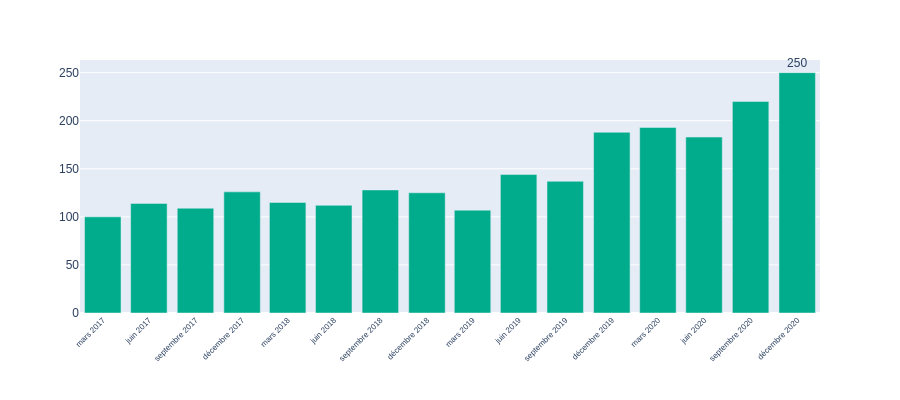 250
250
200
150
100
50
0
mars 2017
juin 2017
septembre 2017
décembre 2017
mars 2018
juin 2018
septembre 2018
décembre 2018
mars 2019
juin 2019
septembre 2019
décembre 2019
mars 2020
juin 2020
septembre 2020
décembre 2020